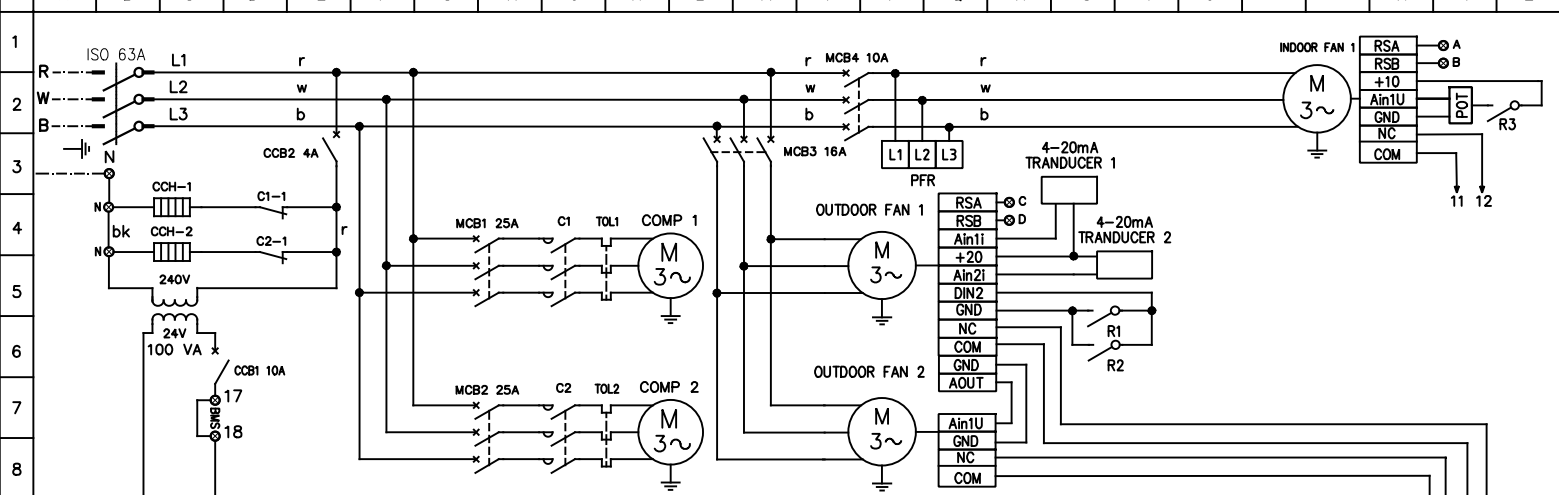 1
2
3
4
5
6
7
8
ISO 63A
R
W
B
N
L1
L2
L3
r
w
b
CCB2 4A
CCH-1
C1-1
N
bk
CCH-2
C2-1
N
r
240V
24V
100 VA
CCB1 10A
17
BMS
18
MCB1 25A
C1
TOL1
COMP 1
M
3~
MCB2 25A
C2
TOL2
COMP 2
M
3~
r
MCB4 10A
r
w
w
b
b
MCB3 16A
L1 L2 L3
PFR
INDOOR FAN 1
M
3~
RSA
A
RSB
B
+10
Ain1U
GND
NC
COM
POT
R3
11 12
OUTDOOR FAN 1
M
3~
RSA
C
RSB
D
Ain1i
+20
Ain2i
DIN2
GND
NC
COM
GND
AOUT
4-20mA
TRANDUCER 1
4-20mA
TRANDUCER 2
R1
R2
OUTDOOR FAN 2
M
3~
Ain1U
GND
NC
COM